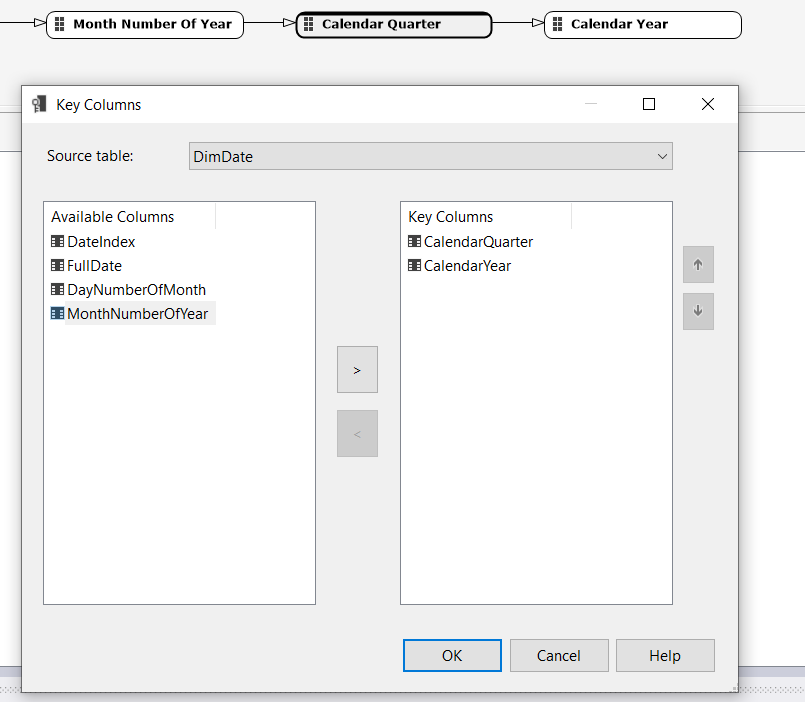 Month Number Of Year
Calendar Quarter
Calendar Year
Key Columns
Source table:
DimDate
Available Columns
DateIndex
FullDate
DayNumberOfMonth
MonthNumberOfYear
>
<
Key Columns
CalendarQuarter
CalendarYear
OK
Cancel
Help